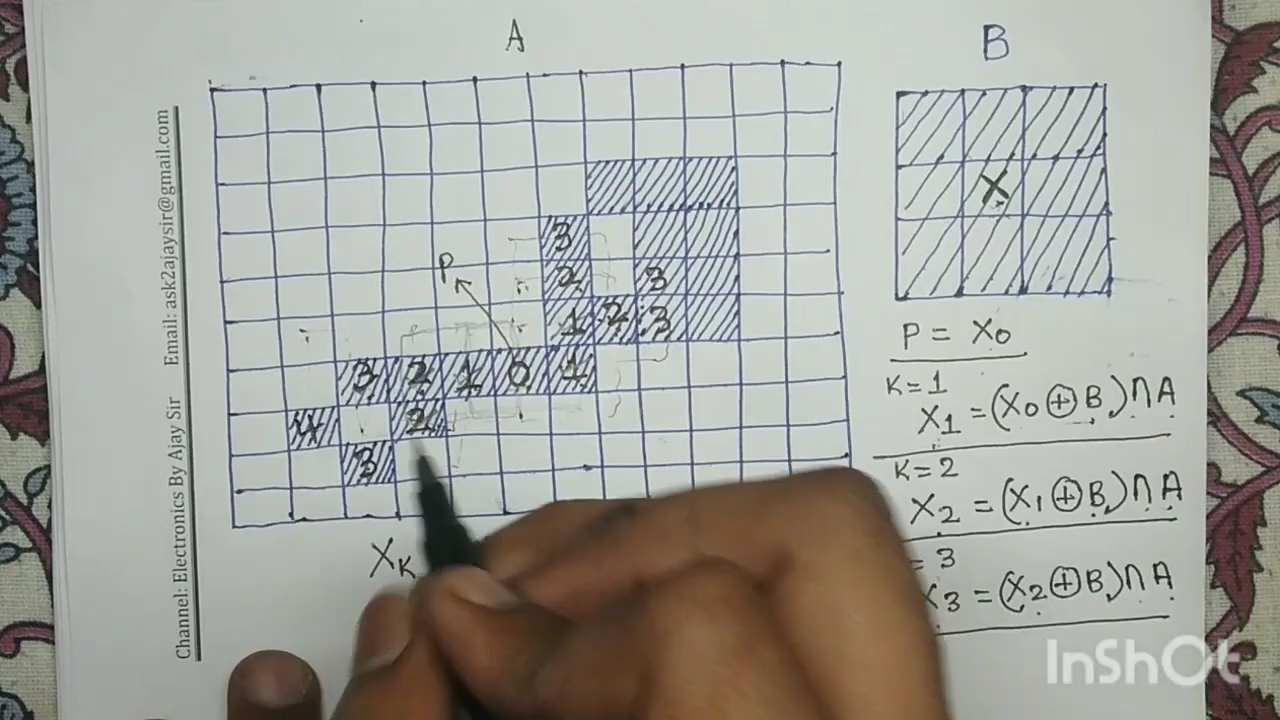 A
B
X
3
P
2
3
1
2
3
3
2
1
0
1
2
4
3
P = X0
K=1
X1 = (X0 ⊕ B) ∩ A
K=2
X2 = (X1 ⊕ B) ∩ A
= 3
X3 = (X2 ⊕ B) ∩ A
XK
Channel: Electronics By Ajay Sir Email: ask2ajaysir@gmail.com
InShOt